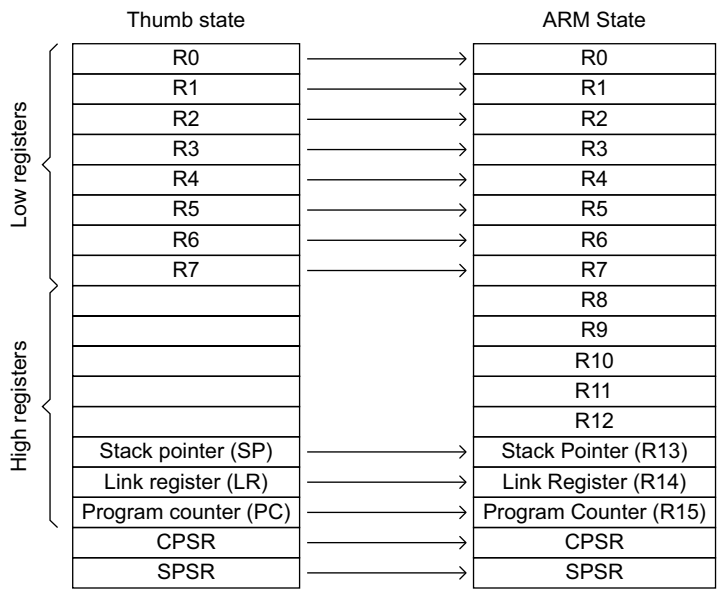 Thumb state ARM State
R0 R0
R1 R1
R2 R2
R3 R3
R4 R4
R5 R5
R6 R6
R7 R7
Low registers
R8
R9
R10
R11
R12
Stack pointer (SP) Stack Pointer (R13)
Link register (LR) Link Register (R14)
Program counter (PC) Program Counter (R15)
High registers
CPSR CPSR
SPSR SPSR